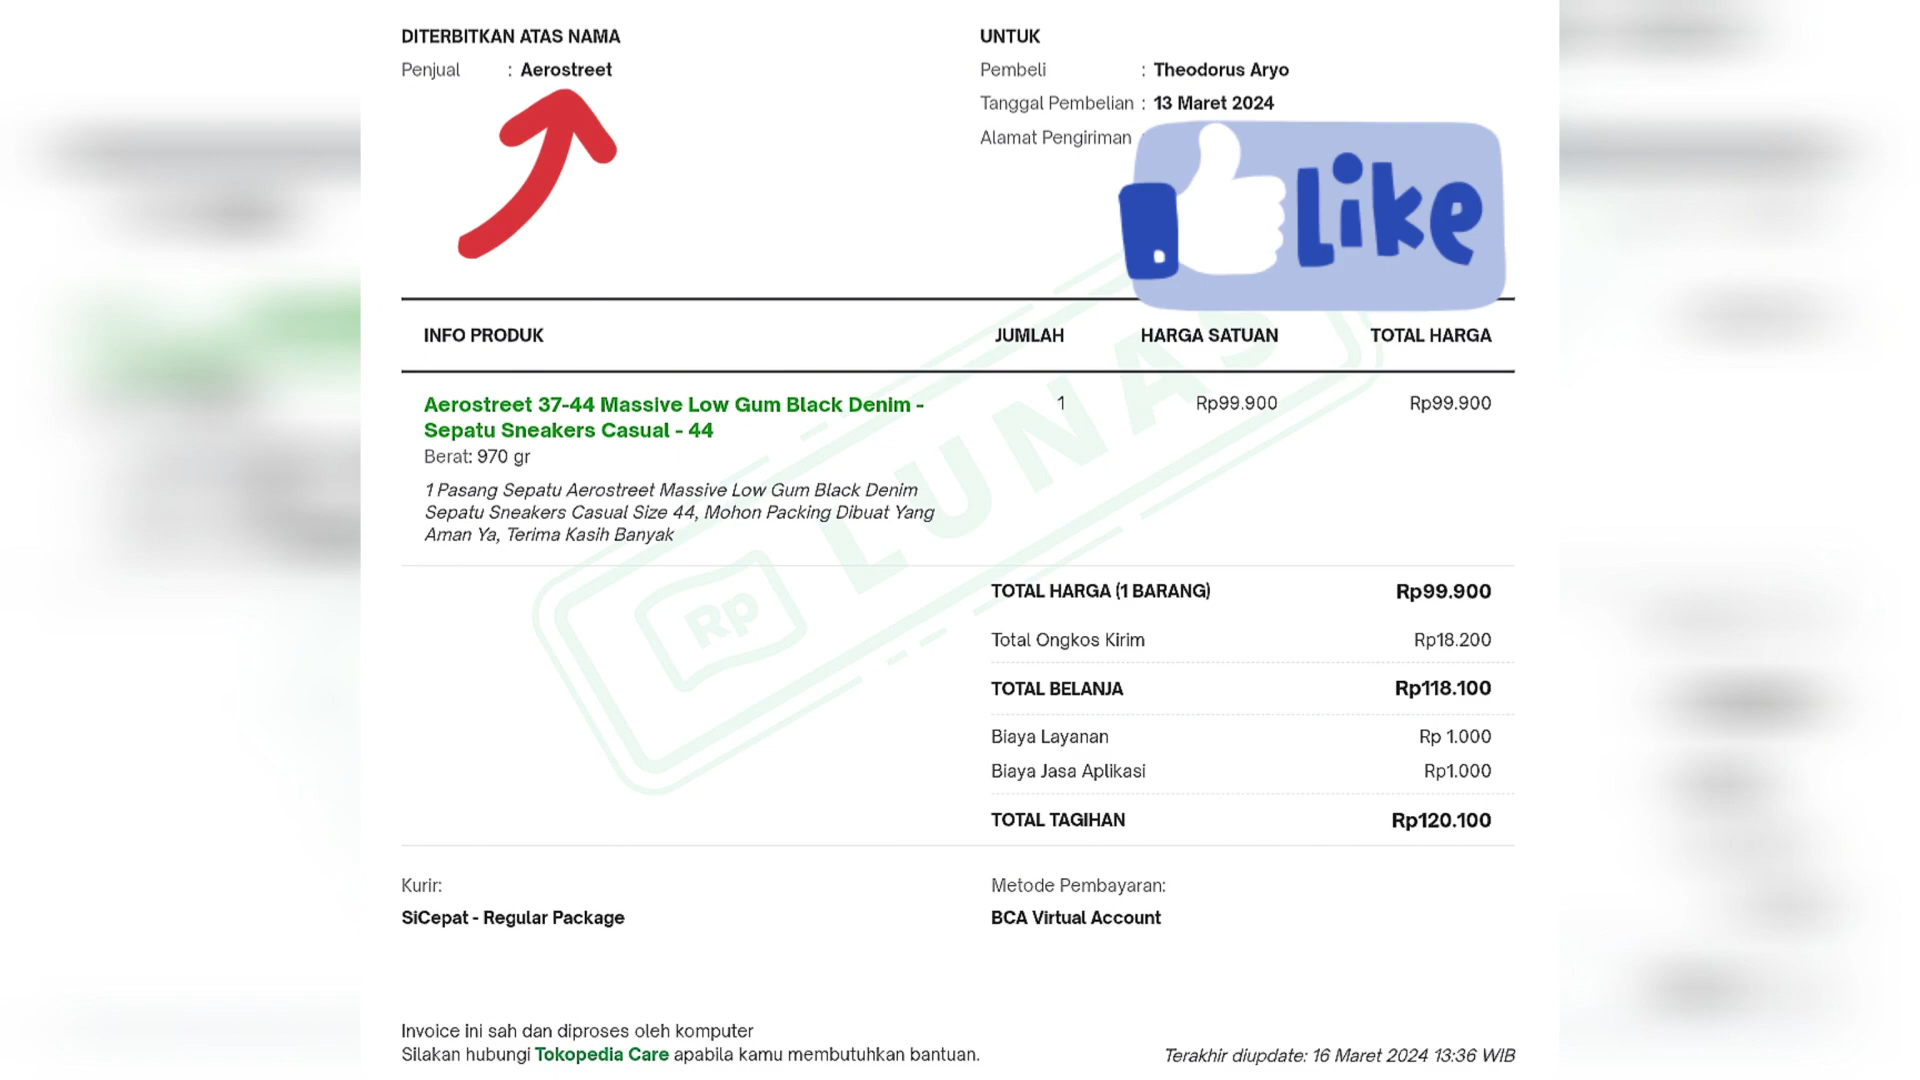 DITERBITKAN ATAS NAMA
Penjual : Aerostreet
UNTUK
Pembeli : Theodorus Aryo
Tanggal Pembelian : 13 Maret 2024
Alamat Pengiriman
Like
INFO PRODUK JUMLAH HARGA SATUAN TOTAL HARGA
Aerostreet 37-44 Massive Low Gum Black Denim - 1 Rp99.900 Rp99.900
Sepatu Sneakers Casual - 44
Berat: 970 gr
1 Pasang Sepatu Aerostreet Massive Low Gum Black Denim
Sepatu Sneakers Casual Size 44, Mohon Packing Dibuat Yang
Aman Ya, Terima Kasih Banyak
Rp LUNAS
TOTAL HARGA (1 BARANG) Rp99.900
Total Ongkos Kirim Rp18.200
TOTAL BELANJA Rp118.100
Biaya Layanan Rp 1.000
Biaya Jasa Aplikasi Rp1.000
TOTAL TAGIHAN Rp120.100
Kurir:
SiCepat - Regular Package
Metode Pembayaran:
BCA Virtual Account
Invoice ini sah dan diproses oleh komputer
Silakan hubungi Tokopedia Care apabila kamu membutuhkan bantuan.
Terakhir diupdate: 16 Maret 2024 13:36 WIB